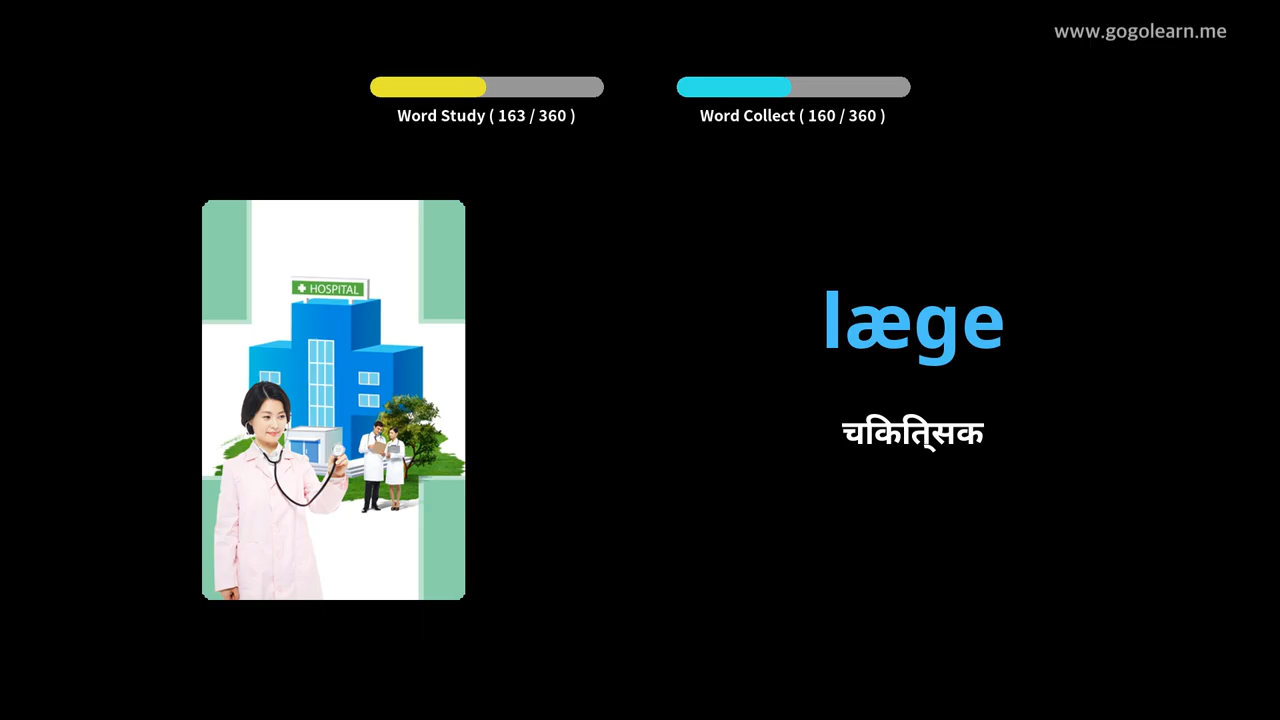 www.gogolearn.me
Word Study ( 163 / 360 )
Word Collect ( 160 / 360 )
HOSPITAL
læge
चिकित्सक